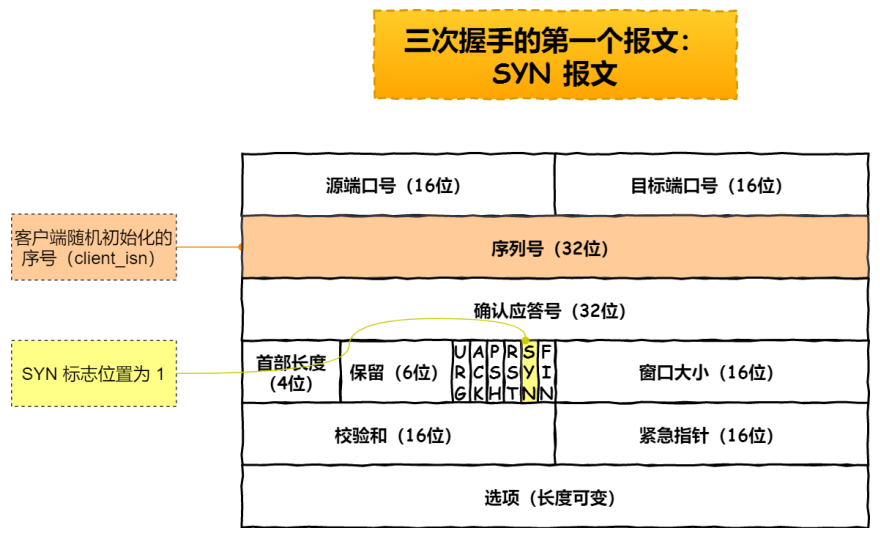 三次握手的第一个报文：
SYN 报文
源端口号（16位）
目标端口号（16位）
客户端随机初始化的
序号（client_isn）
序列号（32位）
确认应答号（32位）
SYN 标志位置为 1
首部长度
（4位）
保留（6位）
URG
ACK
PSH
RST
SYN
FIN
窗口大小（16位）
校验和（16位）
紧急指针（16位）
选项（长度可变）